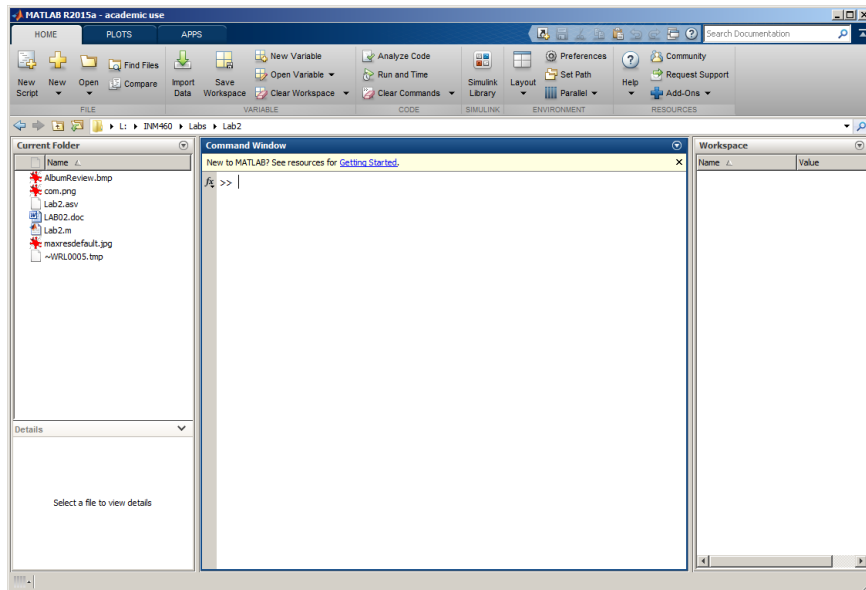 MATLAB R2015a - academic use
HOME PLOTS APPS
Search Documentation
New Script
New
Open
Find Files
Compare
FILE
Import Data
Save Workspace
New Variable
Open Variable
Clear Workspace
VARIABLE
Analyze Code
Run and Time
Clear Commands
CODE
Simulink Library
SIMULINK
Layout
Preferences
Set Path
Parallel
ENVIRONMENT
Help
Community
Request Support
Add-Ons
RESOURCES
L: INM460 Labs Lab2
Current Folder
Name
AlbumReview.bmp
com.png
Lab2.asv
LAB02.doc
Lab2.m
maxresdefault.jpg
~WRL0005.tmp
Details
Select a file to view details
Command Window
New to MATLAB? See resources for Getting Started.
fx >>
Workspace
Name Value